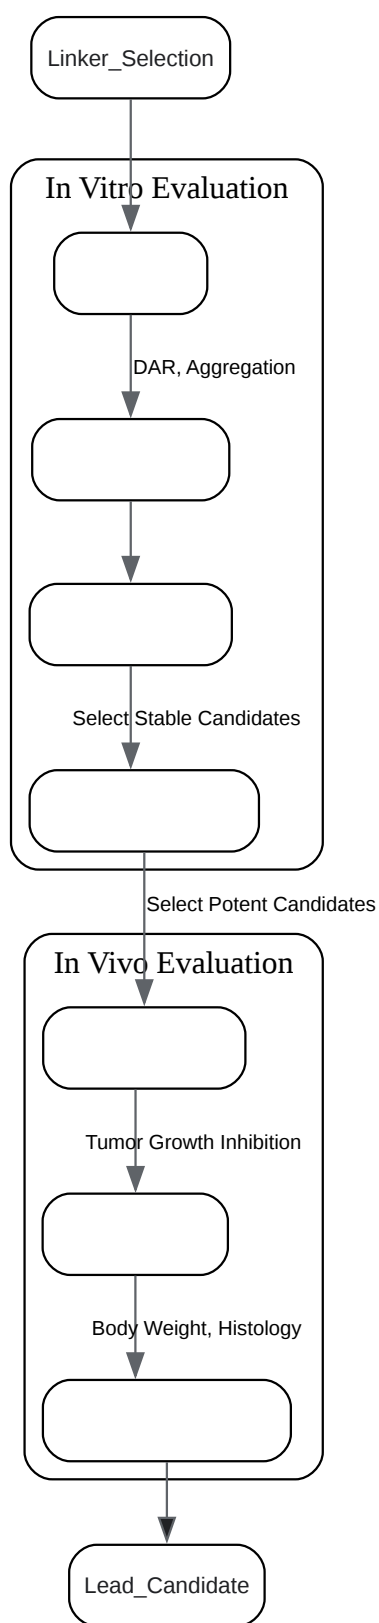 Linker_Selection
In Vitro Evaluation
DAR, Aggregation
Select Stable Candidates
Select Potent Candidates
In Vivo Evaluation
Tumor Growth Inhibition
Body Weight, Histology
Lead_Candidate